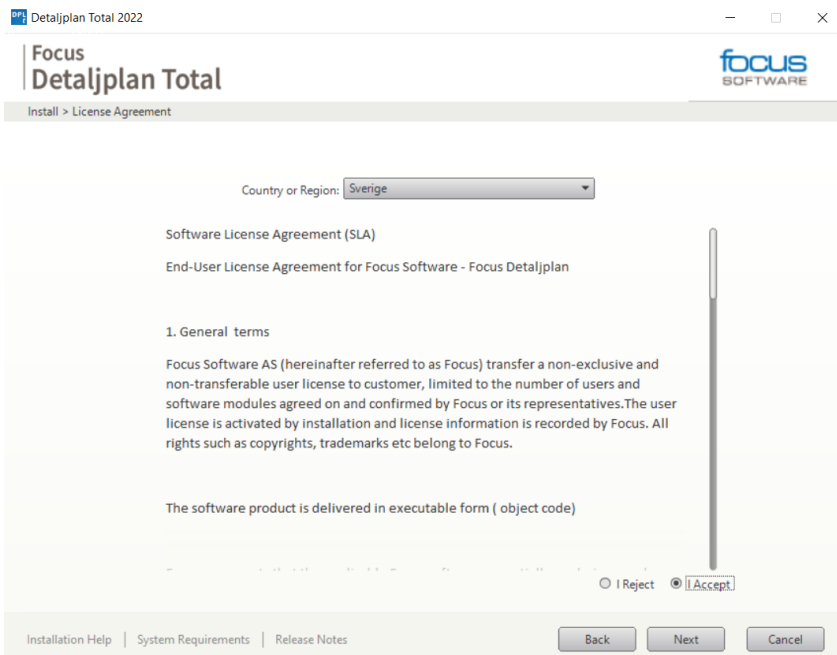 DPL
Detaljplan Total 2022
Focus
Detaljplan Total
focus
SOFTWARE
Install > License Agreement
Country or Region: Sverige
Software License Agreement (SLA)
End-User License Agreement for Focus Software - Focus Detaljplan
1. General terms
Focus Software AS (hereinafter referred to as Focus) transfer a non-exclusive and
non-transferable user license to customer, limited to the number of users and
software modules agreed on and confirmed by Focus or its representatives.The user
license is activated by installation and license information is recorded by Focus. All
rights such as copyrights, trademarks etc belong to Focus.
The software product is delivered in executable form ( object code)
I Reject I Accept
Installation Help | System Requirements | Release Notes Back Next Cancel